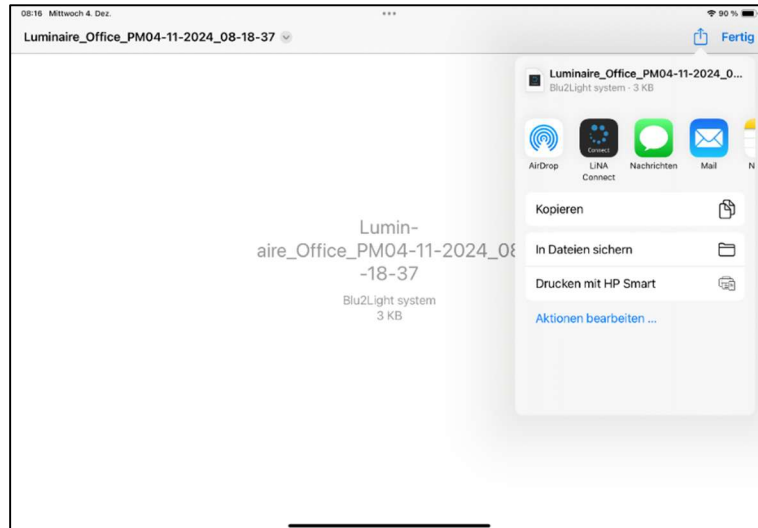 08:16 Mittwoch 4. Dez.
90 %
Luminaire_Office_PM04-11-2024_08-18-37
Fertig
Luminaire_Office_PM04-11-2024_0...
Blu2Light system · 3 KB
Connect
AirDrop
LiNA
Connect
Nachrichten
Mail
N
Kopieren
In Dateien sichern
Drucken mit HP Smart
Aktionen bearbeiten ...
Lumin-
aire_Office_PM04-11-2024_08
-18-37
Blu2Light system
3 KB